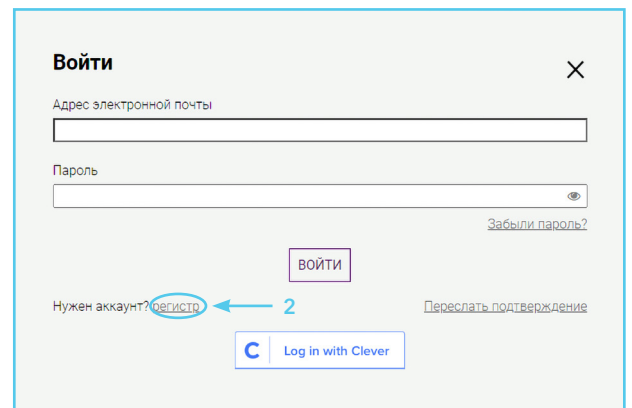 Войти
Адрес электронной почты
Пароль
Забыли пароль?
ВОЙТИ
Нужен аккаунт? регистр 2 Переслать подтверждение
C Log in with Clever